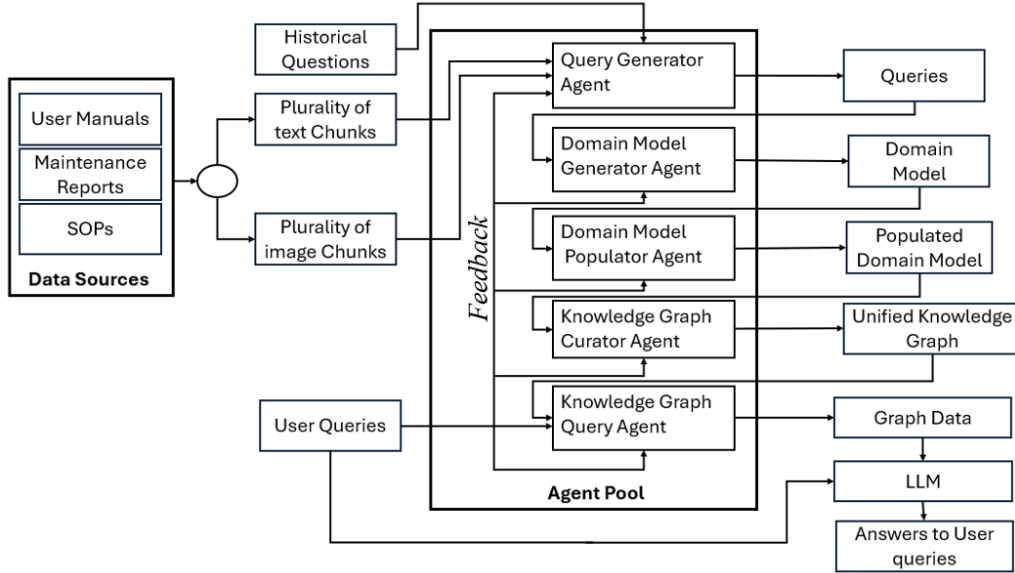 Historical
Questions
Query Generator
Agent
Queries
User Manuals
Plurality of
text Chunks
Maintenance
Reports
Domain Model
Generator Agent
Domain
Model
SOPs
Plurality of
image Chunks
Data Sources
Feedback
Domain Model
Populator Agent
Populated
Domain Model
Knowledge Graph
Curator Agent
Unified Knowledge
Graph
User Queries
Knowledge Graph
Query Agent
Graph Data
Agent Pool
LLM
Answers to User
queries